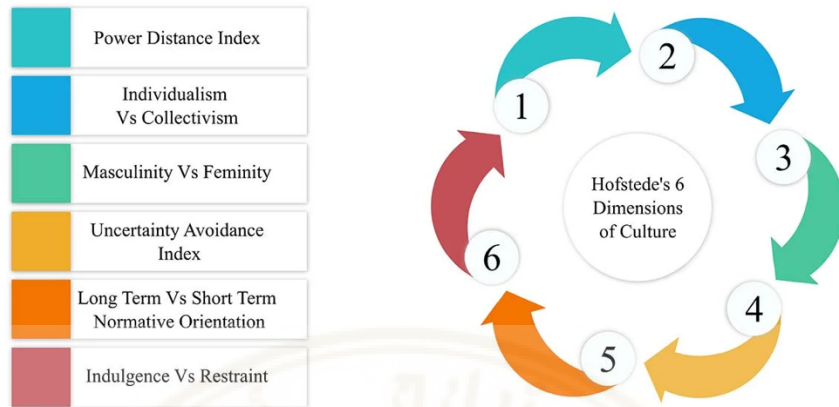 Power Distance Index
Individualism
Vs Collectivism
Masculinity Vs Feminity
Uncertainty Avoidance
Index
Long Term Vs Short Term
Normative Orientation
Indulgence Vs Restraint
1
2
3
4
5
6
Hofstede's 6
Dimensions
of Culture